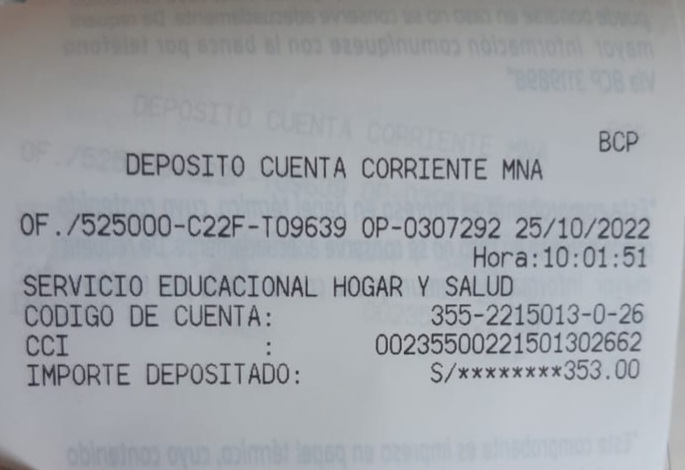 BCP
DEPOSITO CUENTA CORRIENTE MNA
OF./525000-C22F-T09639 OP-0307292 25/10/2022
Hora:10:01:51
SERVICIO EDUCACIONAL HOGAR Y SALUD
CODIGO DE CUENTA: 355-2215013-0-26
CCI : 00235500221501302662
IMPORTE DEPOSITADO: S/********353.00